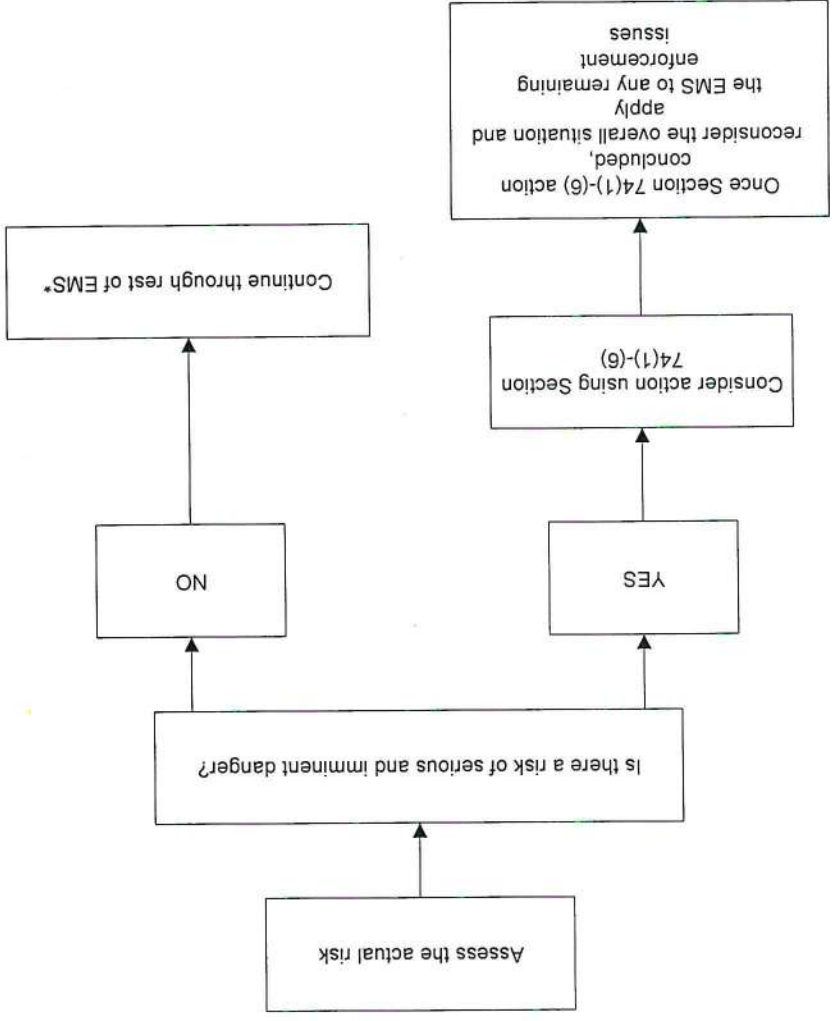 Assess the actual risk
Is there a risk of serious and imminent danger?
YES
NO
Consider action using Section
74(1)-(6)
Continue through rest of EMS*
Once Section 74(1)-(6) action
concluded,
reconsider the overall situation and
apply
the EMS to any remaining
enforcement
issues